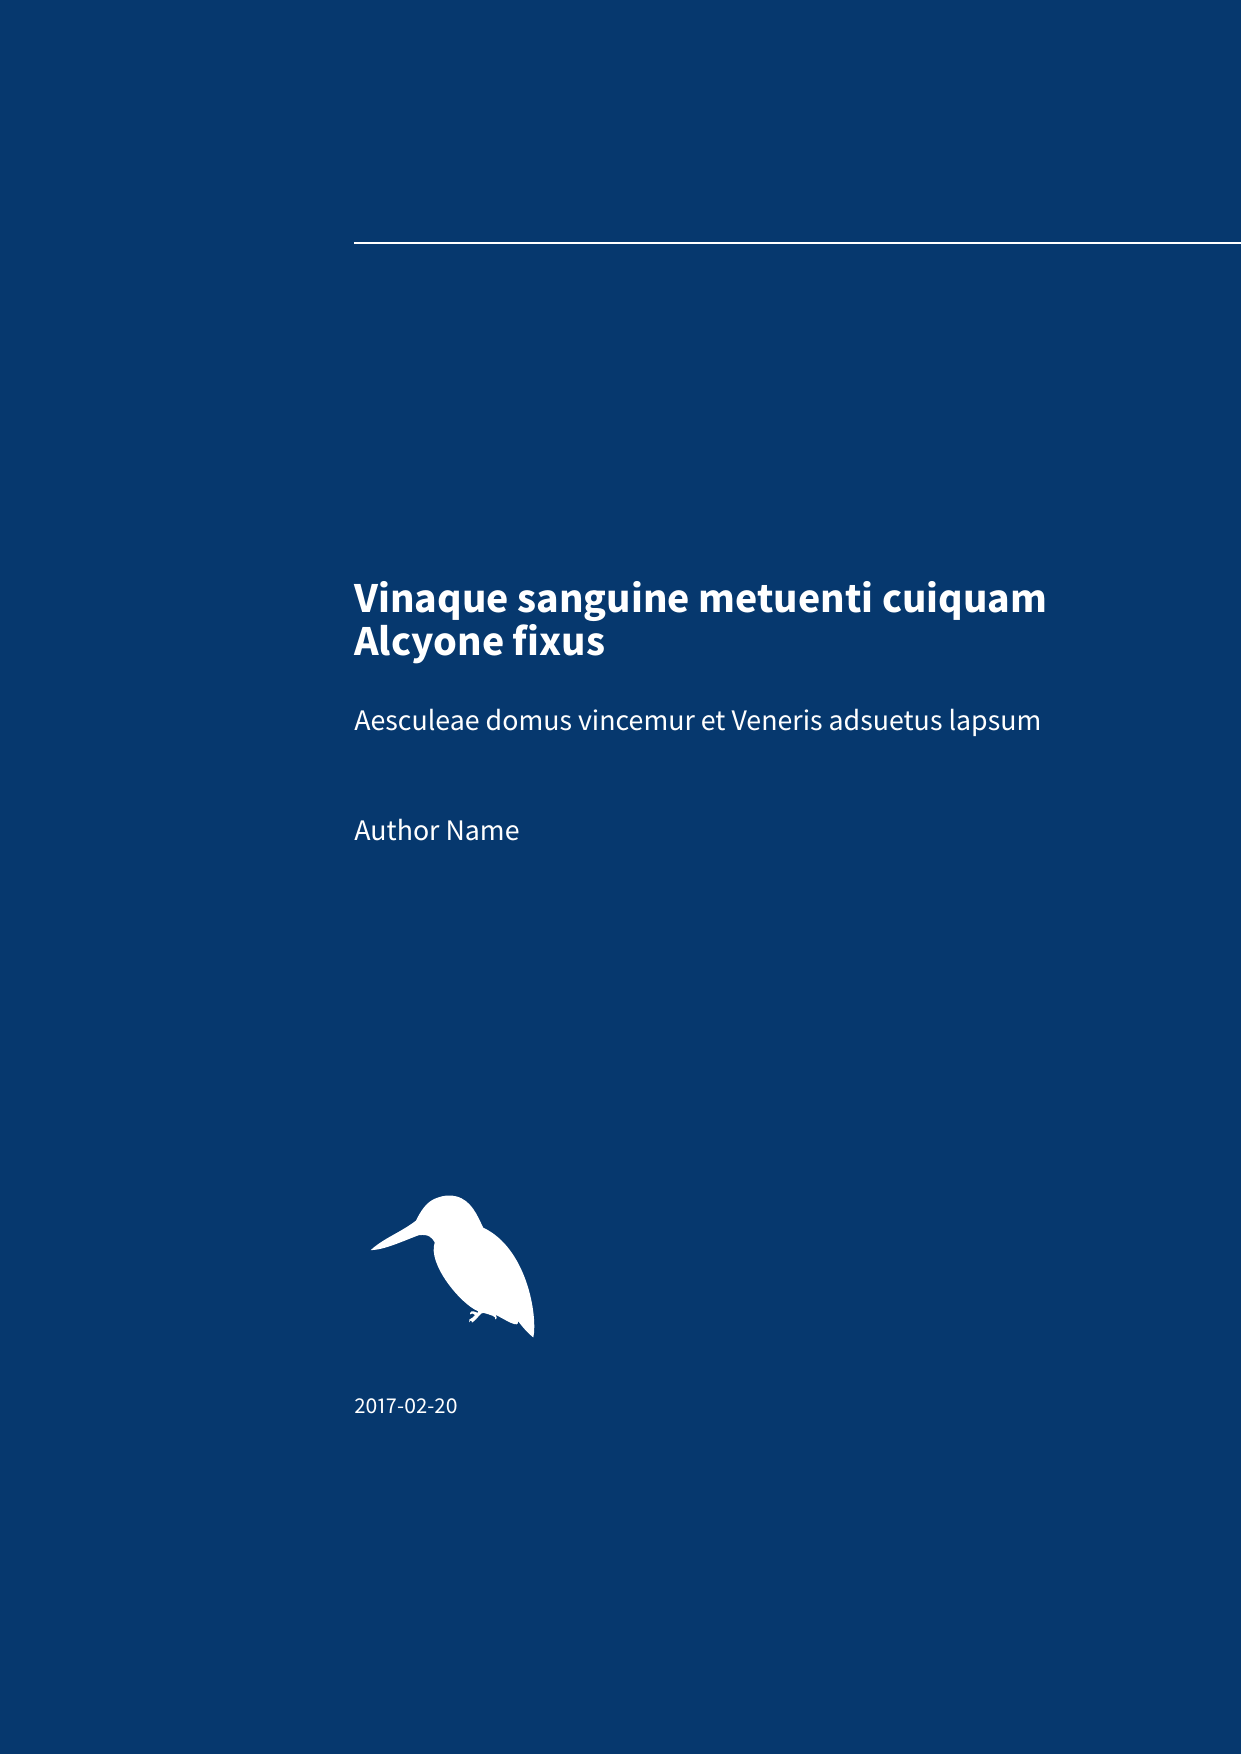 Vinaque sanguine metuenti cuiquam
Alcyone fixus
Aesculeae domus vincemur et Veneris adsuetus lapsum
Author Name
2017-02-20